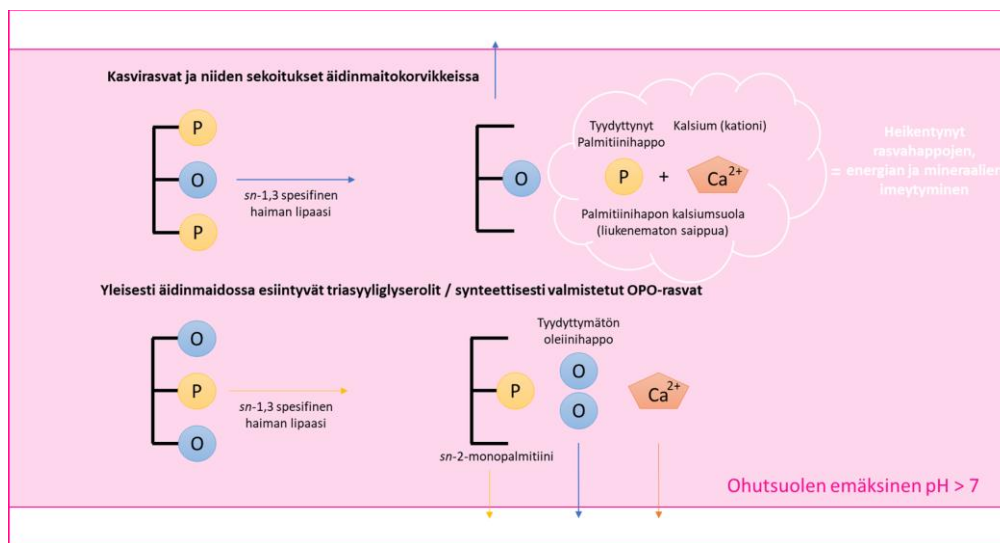 Kasvirasvat ja niiden sekoitukset äidinmaitokorvikkeissa
P
O
P
sn-1,3 spesifinen
haiman lipaasi
O
Tyydyttynyt
Palmitiinihappo
Kalsium (kationi)
P
+
Ca2+
Palmitiinihapon kalsiumsuola
(liukenematon saippua)
Heikentynyt
rasvahappojen,
= energian ja mineraalien
imeytyminen
Yleisesti äidinmaidossa esiintyvät triasyyliglyserolit / synteettisesti valmistetut OPO-rasvat
O
P
O
sn-1,3 spesifinen
haiman lipaasi
P
sn-2-monopalmitiini
Tyydyttymätön
oleiinihappo
O
O
Ca2+
Ohutsuolen emäksinen pH > 7